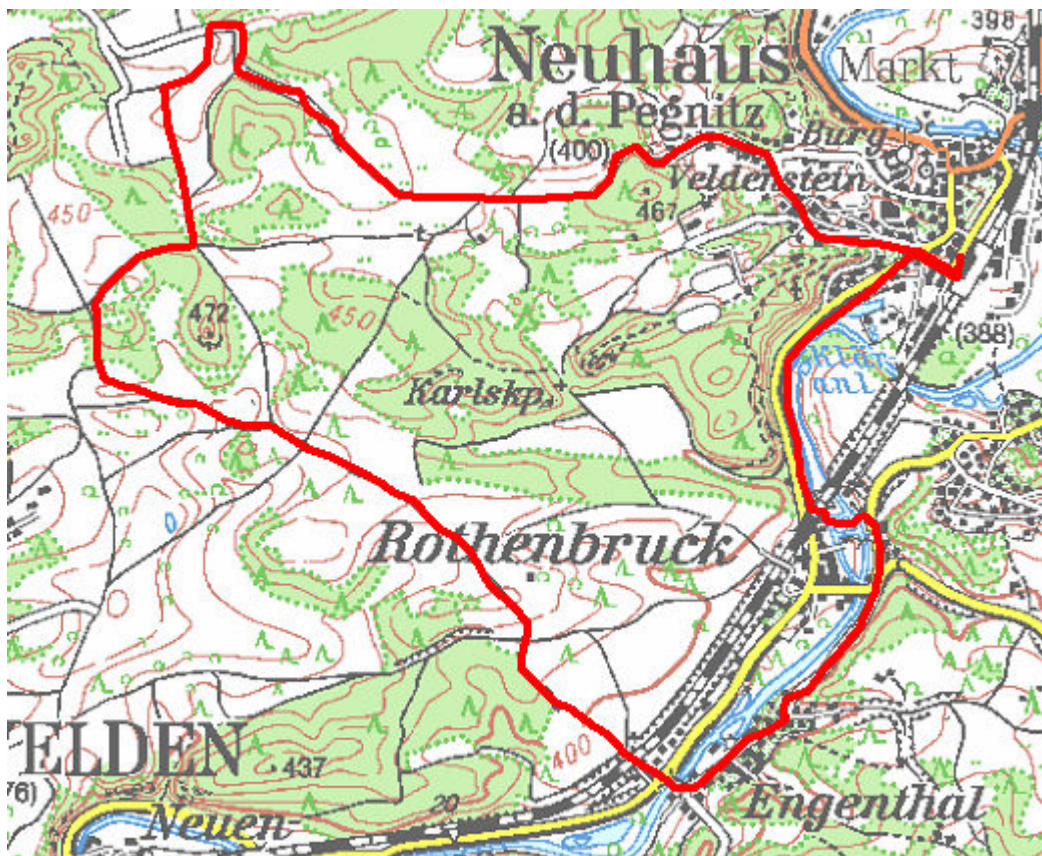 398
Neuhaus
Markt
a. d. Pegnitz
Burg
(400)
Veldenstein
467
450
472
450
(388)
klär
anl
Karlskp.
Rothenbruck
400
VELDEN
437
76)
20
Neuen
Engenthal